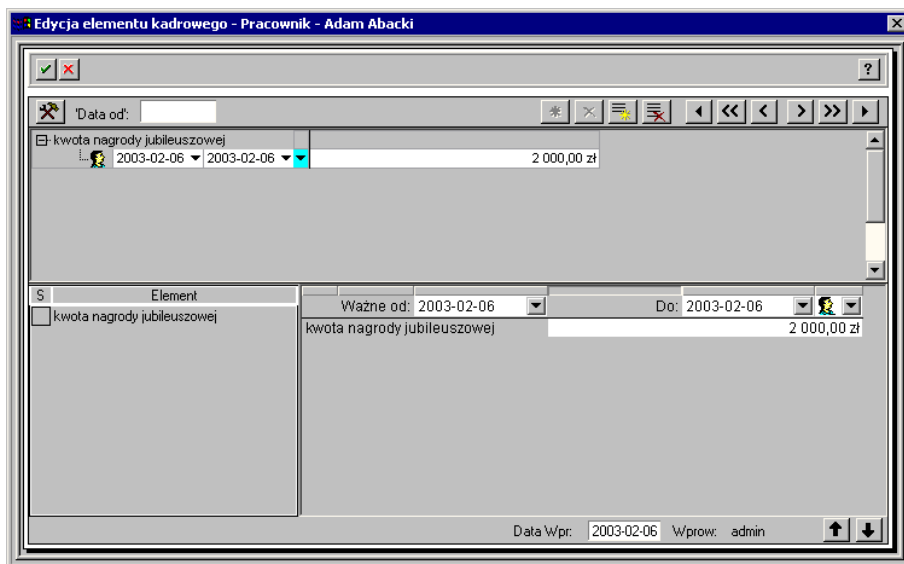 Edycja elementu kadrowego - Pracownik - Adam Abacki
?
'Data od':
kwota nagrody jubileuszowej
2003-02-06 2003-02-06 2 000,00 zł
S Element
Ważne od: 2003-02-06 Do: 2003-02-06
kwota nagrody jubileuszowej
kwota nagrody jubileuszowej 2 000,00 zł
Data Wpr: 2003-02-06 Wprow: admin